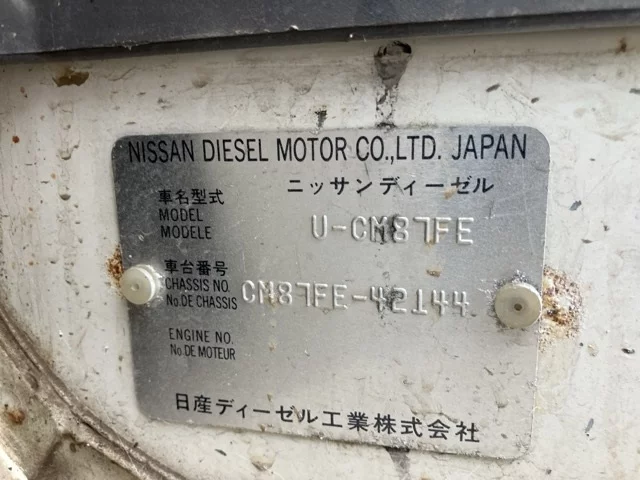 NISSAN DIESEL MOTOR CO.,LTD. JAPAN
ニッサンディーゼル
車名型式
MODEL
MODELE
U-CM87FE
車台番号
CHASSIS NO.
No.DE CHASSIS
CM87FE-42144
ENGINE NO.
No.DE MOTEUR
日産ディーゼル工業株式会社